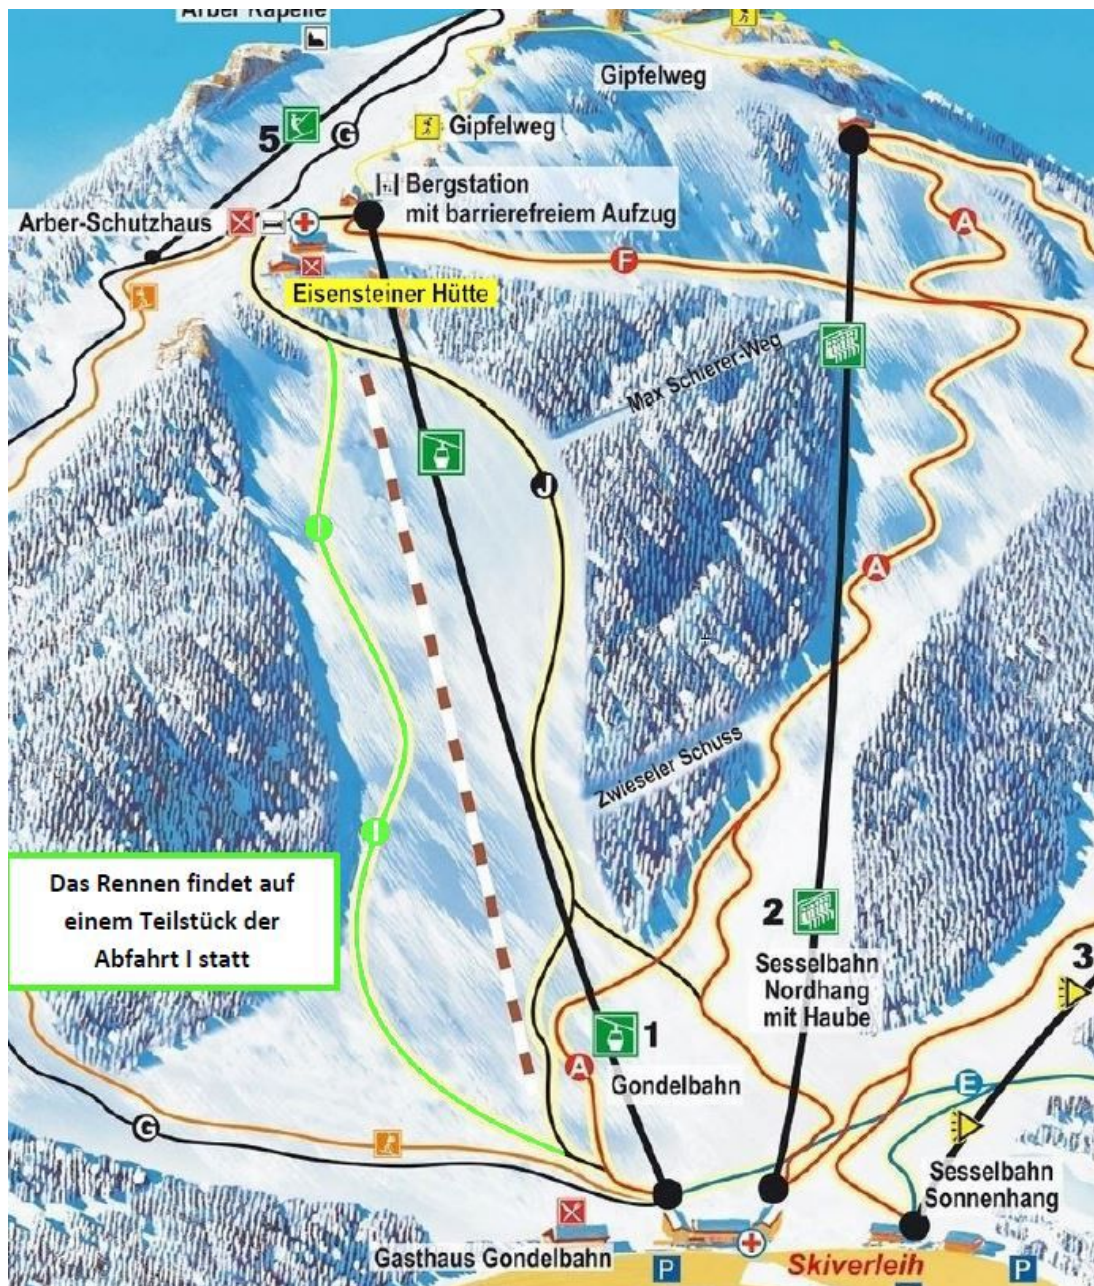 Arber Kapelle
Gipfelweg
5
G
Gipfelweg
Bergstation
mit barrierefreiem Aufzug
Arber-Schutzhaus
A
F
Eisensteiner Hütte
Max Schierer-Weg
J
I
A
Zwieseler Schuss
I
Das Rennen findet auf
einem Teilstück der
Abfahrt I statt
2
Sesselbahn
Nordhang
mit Haube
3
1
A
Gondelbahn
E
G
Sesselbahn
Sonnenhang
Gasthaus Gondelbahn
Skiverleih
P
P